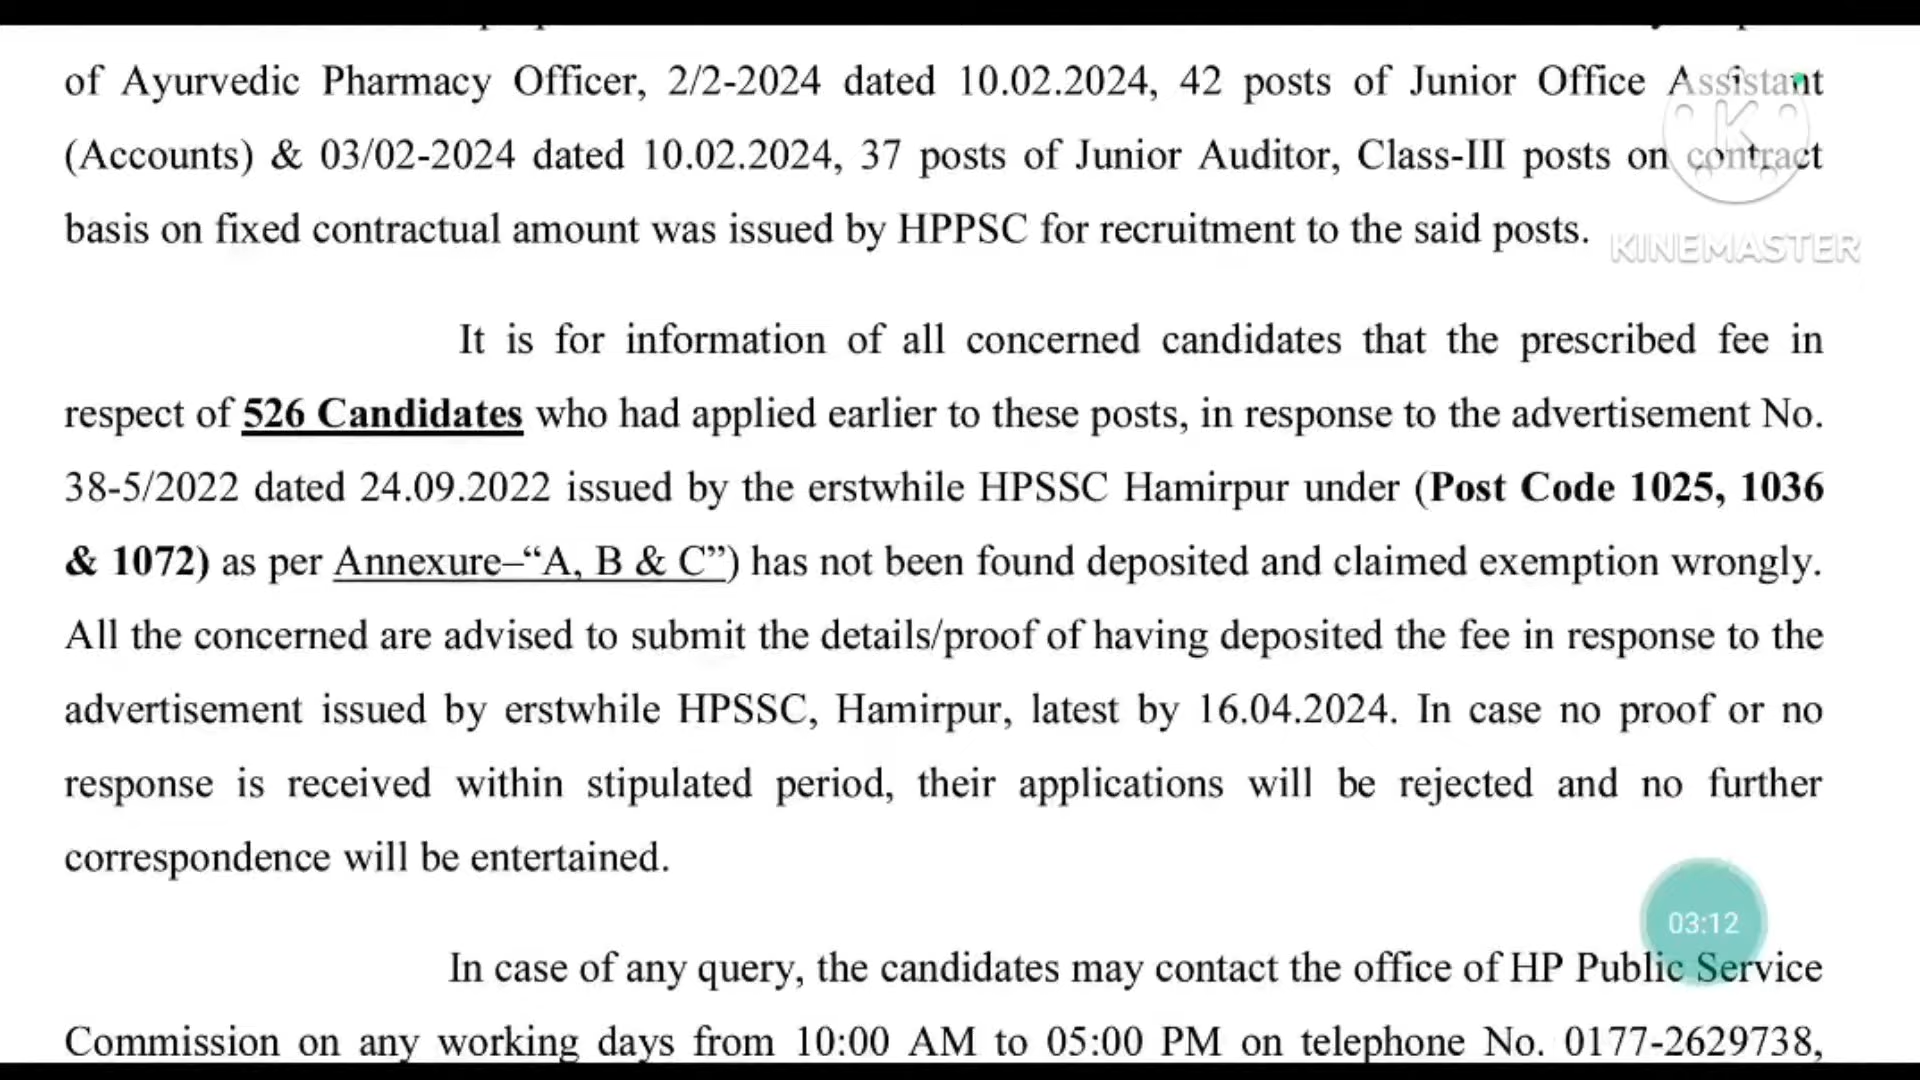 of Ayurvedic Pharmacy Officer, 2/2-2024 dated 10.02.2024, 42 posts of Junior Office Assistant
(Accounts) & 03/02-2024 dated 10.02.2024, 37 posts of Junior Auditor, Class-III posts on contract
basis on fixed contractual amount was issued by HPPSC for recruitment to the said posts.
K
KINEMASTER
It is for information of all concerned candidates that the prescribed fee in
respect of 526 Candidates who had applied earlier to these posts, in response to the advertisement No.
38-5/2022 dated 24.09.2022 issued by the erstwhile HPSSC Hamirpur under (Post Code 1025, 1036
& 1072) as per Annexure–“A, B & C”) has not been found deposited and claimed exemption wrongly.
All the concerned are advised to submit the details/proof of having deposited the fee in response to the
advertisement issued by erstwhile HPSSC, Hamirpur, latest by 16.04.2024. In case no proof or no
response is received within stipulated period, their applications will be rejected and no further
correspondence will be entertained.
03:12
In case of any query, the candidates may contact the office of HP Public Service
Commission on any working days from 10:00 AM to 05:00 PM on telephone No. 0177-2629738,